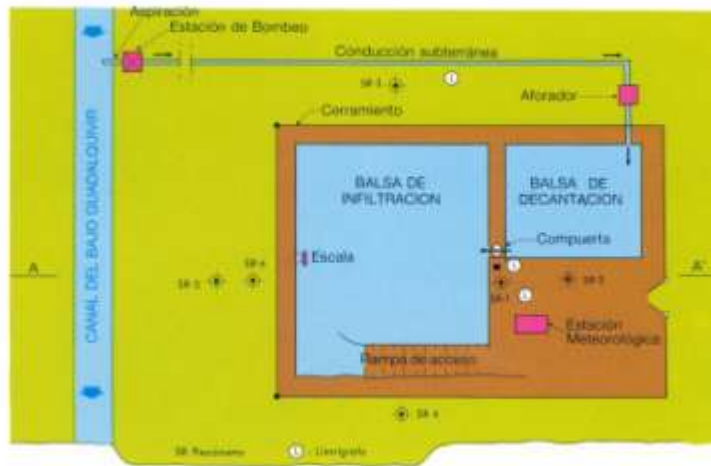 Aspiración
Estación de Bombeo
Conducción subterránea
Aforador
Cerramiento
BALSA DE
INFILTRACION
BALSA DE
DECANTACION
Compuerta
Escala
CANAL DEL BAJO GUADALQUIVIR
A
A'
Estación
Meteorológica
Rampa de acceso